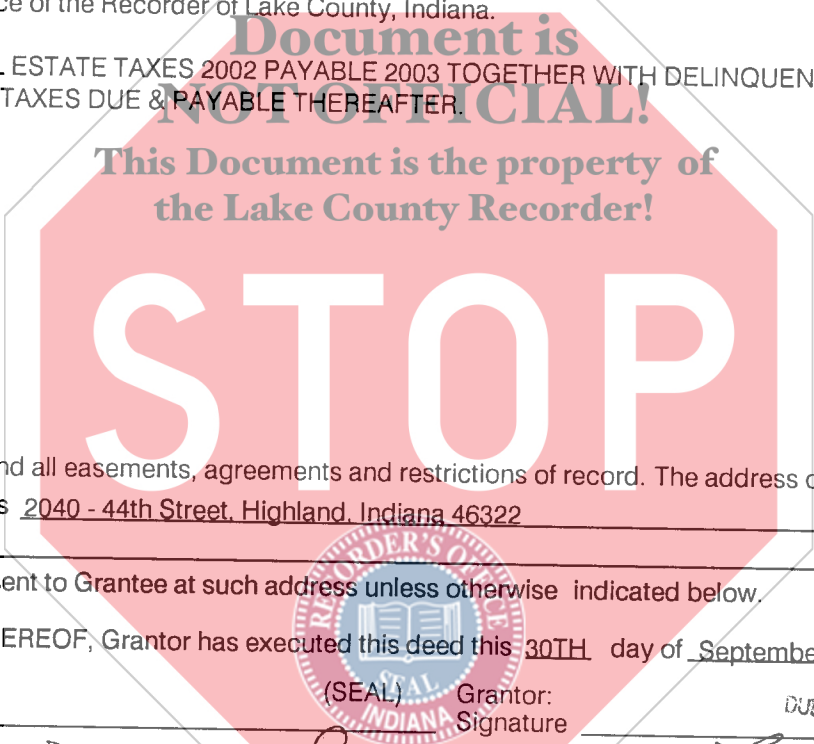 ce of the Recorder of Lake County, Indiana.
Document is
ESTATE TAXES 2002 PAYABLE 2003 TOGETHER WITH DELINQUEN
TAXES DUE & PAYABLE THEREAFTER.
NOT OFFICIAL!
This Document is the property of
the Lake County Recorder!
STOP
nd all easements, agreements and restrictions of record. The address o
s 2040 - 44th Street, Highland, Indiana 46322
RECORDER'S OFFICE
ent to Grantee at such address unless otherwise indicated below.
EREOF, Grantor has executed this deed this 30TH day of Septembe
(SEAL) Grantor:
SEAL
DUE
INDIANA
Signature